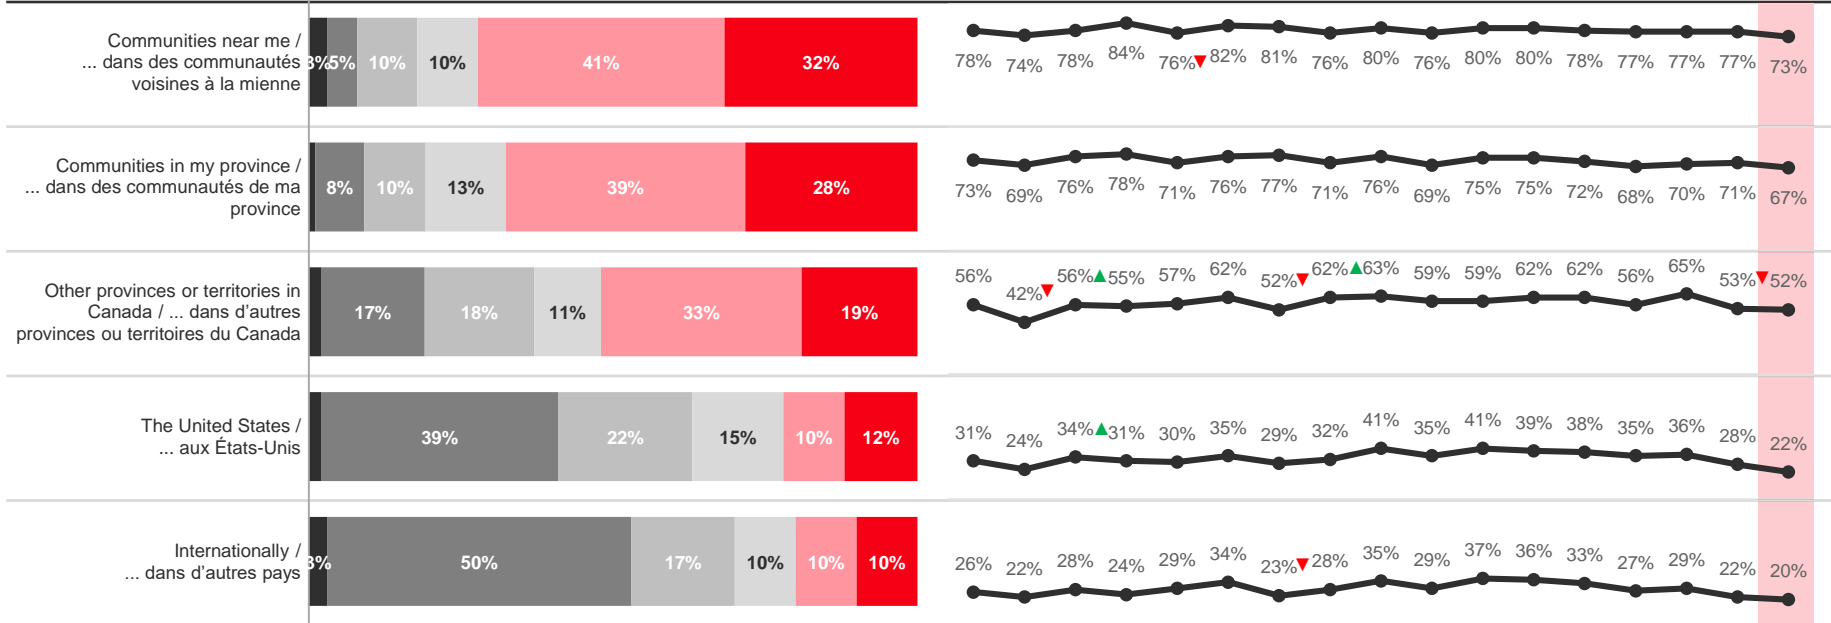 Communities near me /
... dans des communautés
voisines à la mienne
3% 5% 10% 10% 41% 32%
78% 74% 78% 84% 76% 82% 81% 76% 80% 76% 80% 80% 78% 77% 77% 77% 73%
Communities in my province /
... dans des communautés de ma
province
8% 10% 13% 39% 28%
73% 69% 76% 78% 71% 76% 77% 71% 76% 69% 75% 75% 72% 68% 70% 71% 67%
Other provinces or territories in
Canada / ... dans d'autres
provinces ou territoires du Canada
17% 18% 11% 33% 19%
56% 42% 56% 55% 57% 62% 52% 62% 63% 59% 59% 62% 62% 56% 65% 53% 52%
The United States /
... aux États-Unis
39% 22% 15% 10% 12%
31% 24% 34% 31% 30% 35% 29% 32% 41% 35% 41% 39% 38% 35% 36% 28% 22%
Internationally /
... dans d'autres pays
3% 50% 17% 10% 10% 10%
26% 22% 28% 24% 29% 34% 23% 28% 35% 29% 37% 36% 33% 27% 29% 22% 20%